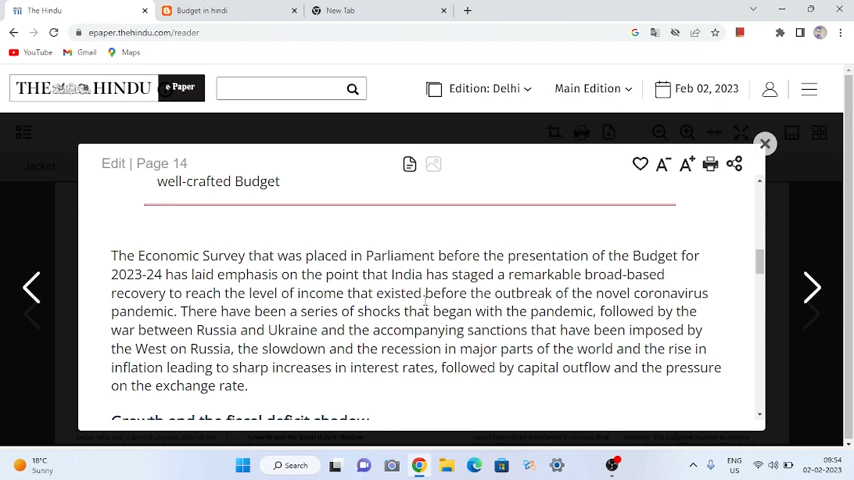 The Hindu
Budget in hindi
New Tab
epaper.thehindu.com/reader
YouTube
Gmail
Maps
THE HINDU
e Paper
Edition: Delhi
Main Edition
Feb 02, 2023
Jacket
Edit | Page 14
A-
A+
well-crafted Budget
The Economic Survey that was placed in Parliament before the presentation of the Budget for
2023-24 has laid emphasis on the point that India has staged a remarkable broad-based
recovery to reach the level of income that existed before the outbreak of the novel coronavirus
pandemic. There have been a series of shocks that began with the pandemic, followed by the
war between Russia and Ukraine and the accompanying sanctions that have been imposed by
the West on Russia, the slowdown and the recession in major parts of the world and the rise in
inflation leading to sharp increases in interest rates, followed by capital outflow and the pressure
on the exchange rate.
Growth and the fiscal deficit shadow
18°C
Sunny
Search
ENG
US
09:54
02-02-2023